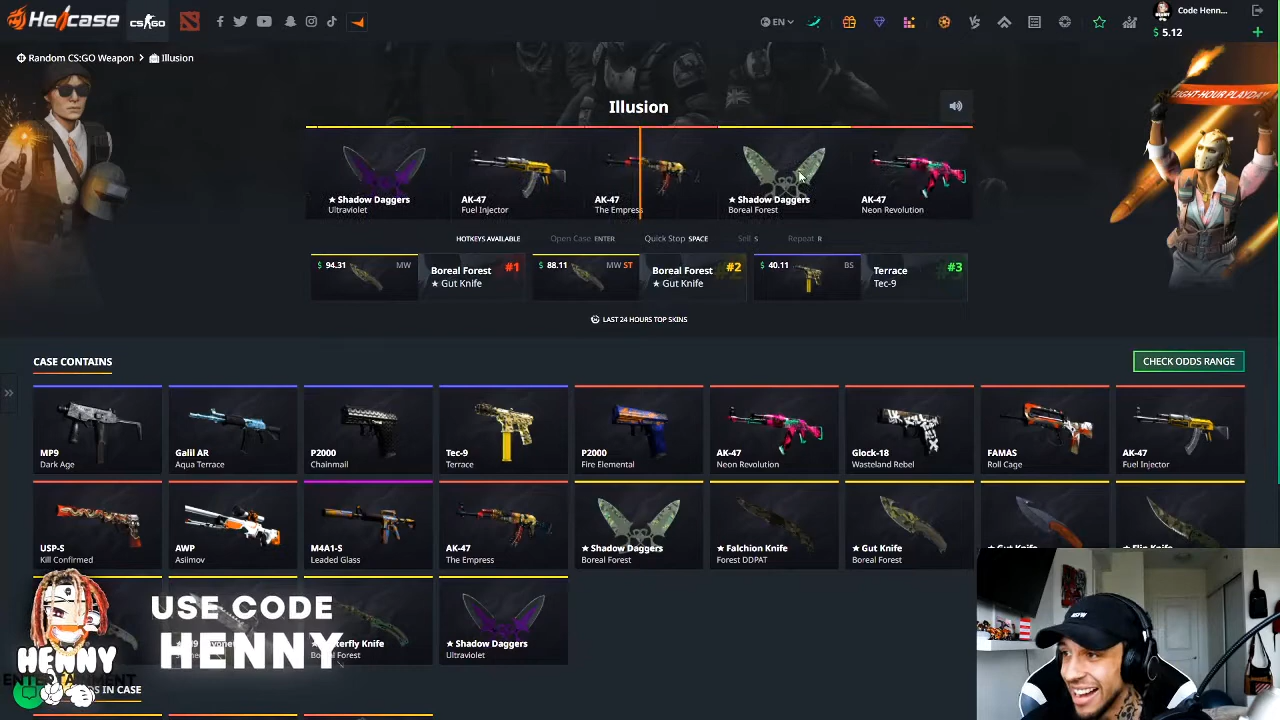 Hellcase
CS:GO
EN
Code Henn...
$ 5.12
Random CS:GO Weapon > Illusion
EIGHT-HOUR PLAYDAY
Illusion
★ Shadow Daggers
Ultraviolet
AK-47
Fuel Injector
AK-47
The Empress
★ Shadow Daggers
Boreal Forest
AK-47
Neon Revolution
HOTKEYS AVAILABLE
Open Case ENTER
Quick Stop SPACE
Sell S
Repeat R
$ 94.31
MW
Boreal Forest
★ Gut Knife
#1
$ 88.11
MW ST
Boreal Forest
★ Gut Knife
#2
$ 40.11
BS
Terrace
Tec-9
#3
LAST 24 HOURS TOP SKINS
CASE CONTAINS
CHECK ODDS RANGE
MP9
Dark Age
Galil AR
Aqua Terrace
P2000
Chainmail
Tec-9
Terrace
P2000
Fire Elemental
AK-47
Neon Revolution
Glock-18
Wasteland Rebel
FAMAS
Roll Cage
AK-47
Fuel Injector
USP-S
Kill Confirmed
AWP
Asiimov
M4A1-S
Leaded Glass
AK-47
The Empress
★ Shadow Daggers
Boreal Forest
★ Falchion Knife
Forest DDPAT
★ Gut Knife
Boreal Forest
★ Shadow Daggers
Ultraviolet
USE CODE
HENNY
HENNY
ENTERTAINMENT
IN CASE